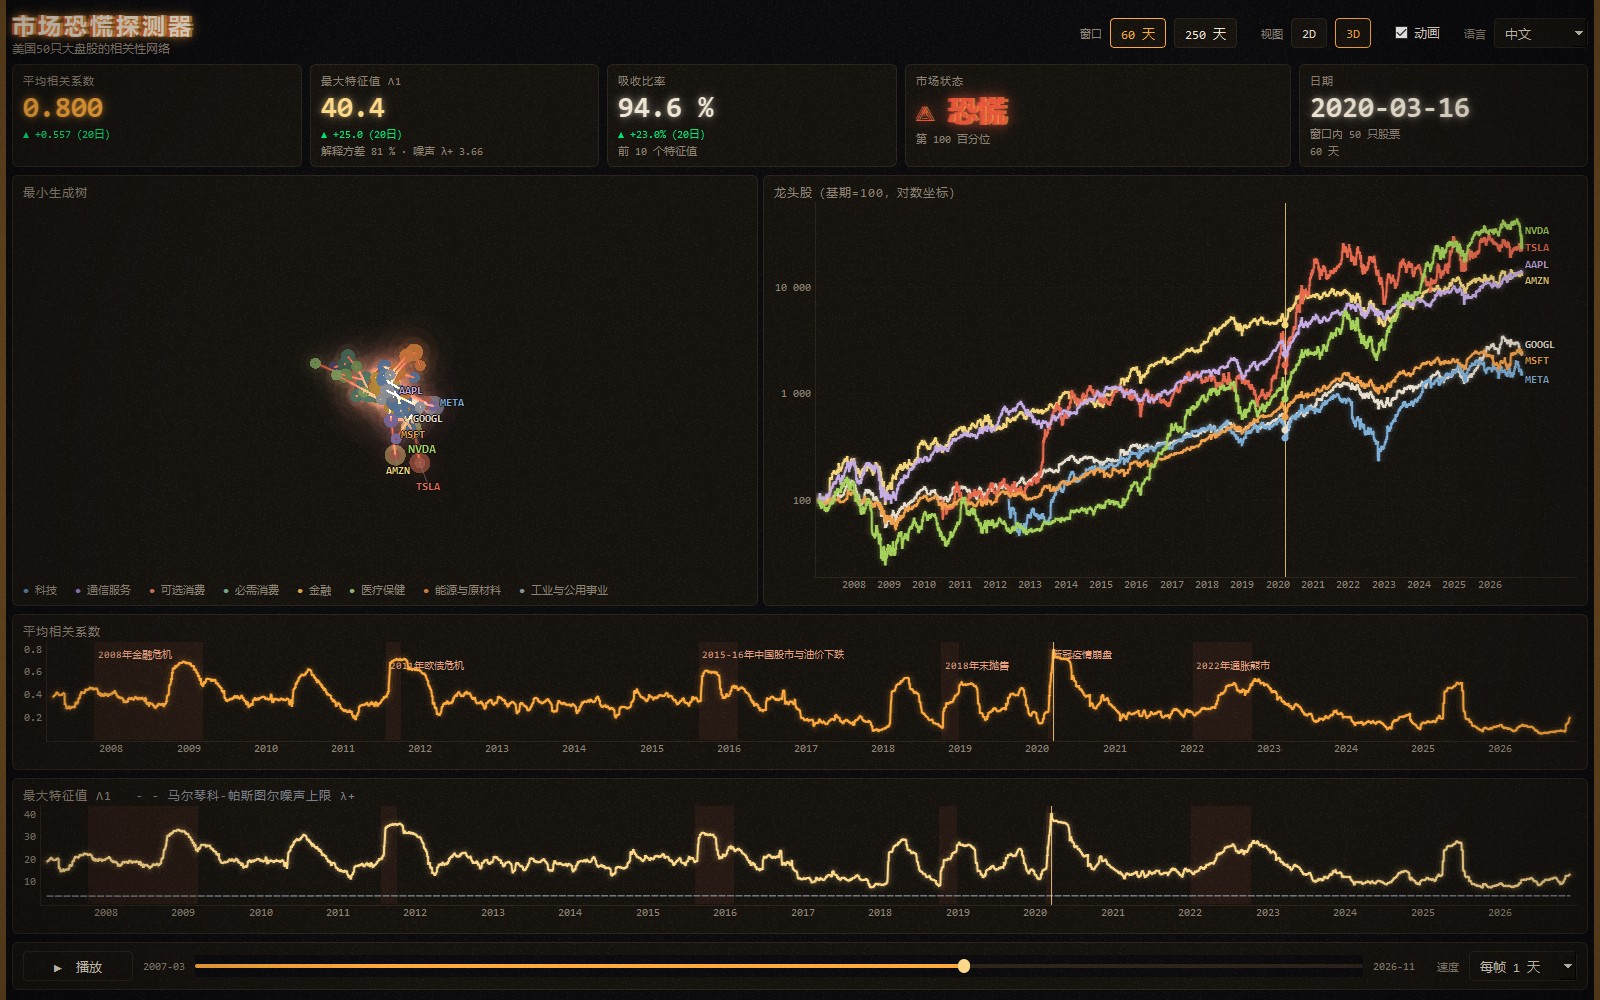 市场恐慌探测器
美国50只大盘股的相关性网络
窗口 60 天 250 天 视图 2D 3D 动画 语言 中文
平均相关系数
0.800
▲ +0.557 (20日)
最大特征值 Λ1
40.4
▲ +25.0 (20日)
解释方差 81 % · 噪声 λ+ 3.66
吸收比率
94.6 %
▲ +23.0% (20日)
前 10 个特征值
市场状态
恐慌
第 100 百分位
日期
2020-03-16
窗口内 50 只股票
60 天
最小生成树
AAPL
META
GOOGL
MSFT
NVDA
AMZN
TSLA
科技 通信服务 可选消费 必需消费 金融 医疗保健 能源与原材料 工业与公用事业
龙头股 (基期=100, 对数坐标)
NVDA
TSLA
AAPL
10 000
AMZN
GOOGL
MSFT
META
1 000
100
2008 2009 2010 2011 2012 2013 2014 2015 2016 2017 2018 2019 2020 2021 2022 2023 2024 2025 2026
平均相关系数
0.8
2008年金融危机 2015-16年中国股市与油价下跌 新冠疫情崩盘
2011年欧债危机 2018年末抛售 2022年通胀熊市
0.6
0.4
0.2
2008 2009 2010 2011 2012 2013 2014 2015 2016 2017 2018 2019 2020 2021 2022 2023 2024 2025 2026
最大特征值 Λ1 - - 马尔琴科-帕斯图尔噪声上限 λ+
40
30
20
10
2008 2009 2010 2011 2012 2013 2014 2015 2016 2017 2018 2019 2020 2021 2022 2023 2024 2025 2026
▶ 播放 2007-03 2026-11 速度 每帧 1 天